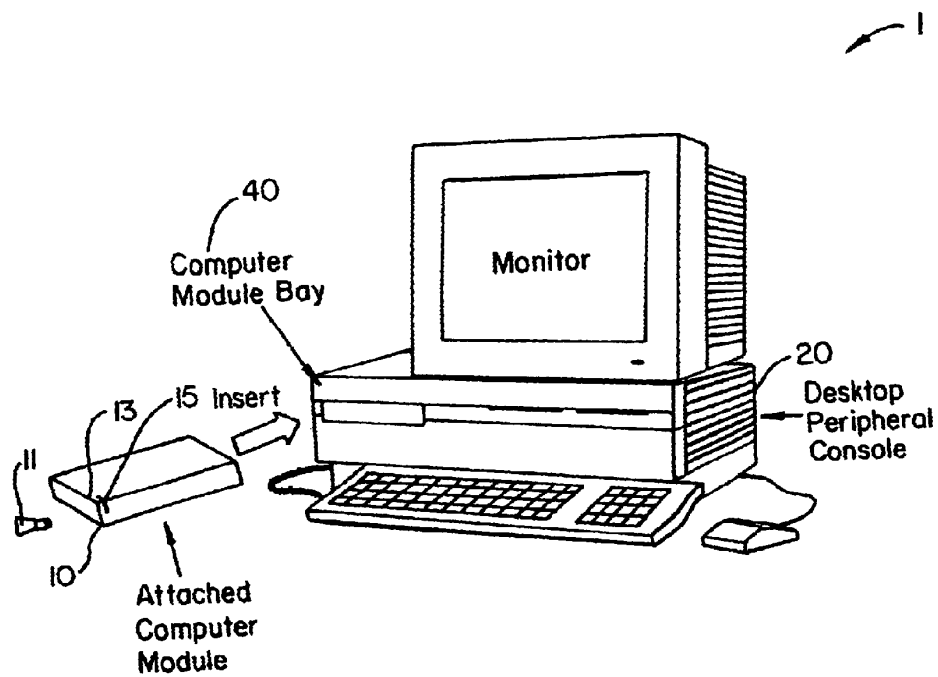 1
40
Computer
Module Bay
Monitor
20
Desktop
Peripheral
Console
15 Insert
13
11
10
Attached
Computer
Module